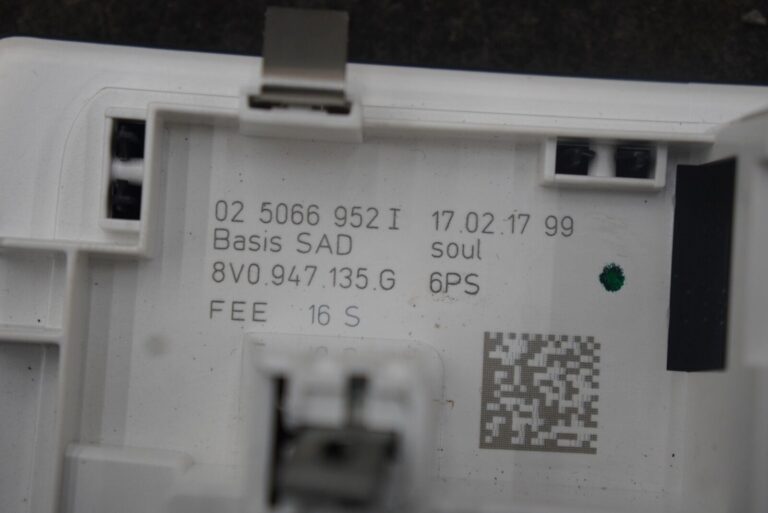 02 5066 952 I 17.02.17 99
Basis SAD soul
8V0.947.135.G 6PS
FEE 16 S